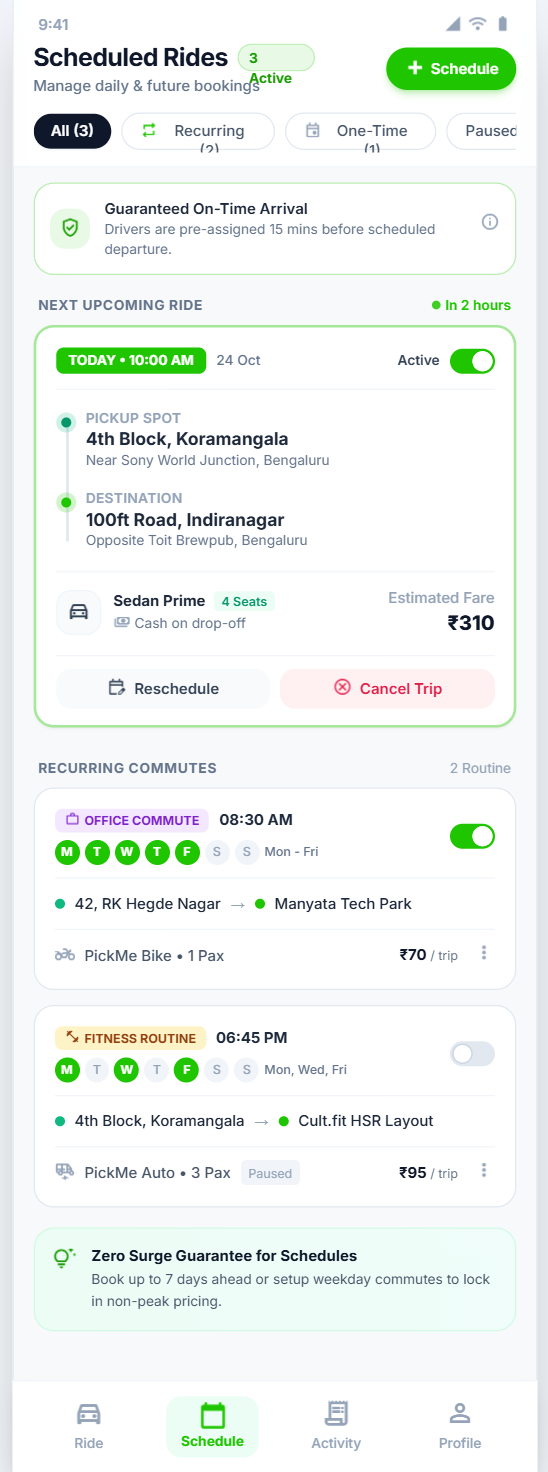 9:41
Scheduled Rides
3
Active
Manage daily & future bookings
Schedule
All (3)
Recurring
(2)
One-Time
(1)
Paused
Guaranteed On-Time Arrival
Drivers are pre-assigned 15 mins before scheduled
departure.
NEXT UPCOMING RIDE
In 2 hours
TODAY • 10:00 AM
24 Oct
Active
PICKUP SPOT
4th Block, Koramangala
Near Sony World Junction, Bengaluru
DESTINATION
100ft Road, Indiranagar
Opposite Toit Brewpub, Bengaluru
Sedan Prime
4 Seats
Estimated Fare
Cash on drop-off
₹310
Reschedule
Cancel Trip
RECURRING COMMUTES
2 Routine
OFFICE COMMUTE
08:30 AM
M T W T F S S Mon - Fri
42, RK Hegde Nagar → Manyata Tech Park
PickMe Bike • 1 Pax
₹70 / trip
FITNESS ROUTINE
06:45 PM
M T W T F S S Mon, Wed, Fri
4th Block, Koramangala → Cult.fit HSR Layout
PickMe Auto • 3 Pax
Paused
₹95 / trip
Zero Surge Guarantee for Schedules
Book up to 7 days ahead or setup weekday commutes to lock
in non-peak pricing.
Ride
Schedule
Activity
Profile